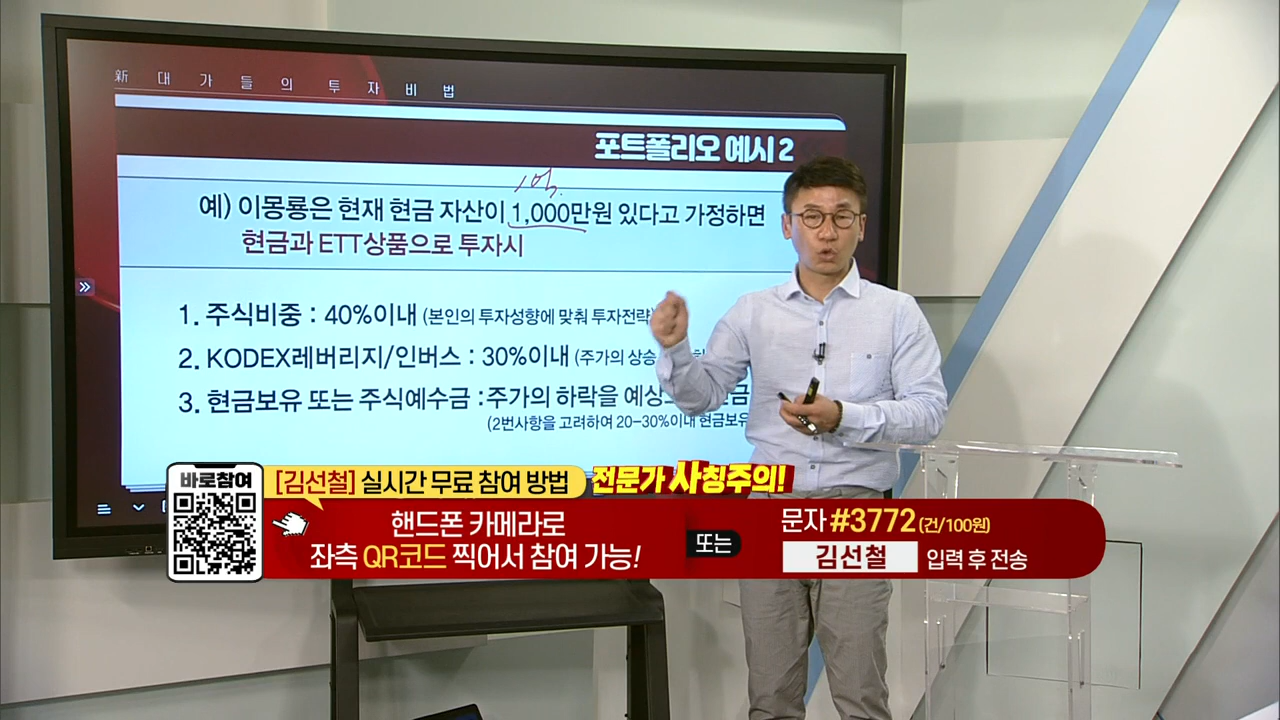 新 대 가 들 의 투 자 비 법
포트폴리오 예시 2
1억
예) 이몽룡은 현재 현금 자산이 1,000만원 있다고 가정하면
현금과 ETT상품으로 투자시
1. 주식비중 : 40%이내 (본인의 투자성향에 맞춰 투자전략)
2. KODEX레버리지/인버스 : 30%이내 (주가의 상승
3. 현금보유 또는 주식예수금 : 주가의 하락을 예상
(2번사항을 고려하여 20-30%이내 현금보유
바로참여
[김선철] 실시간 무료 참여 방법
전문가 사칭주의!
핸드폰 카메라로
좌측 QR코드 찍어서 참여 가능!
또는
문자 #3772 (건/100원)
김선철 입력 후 전송